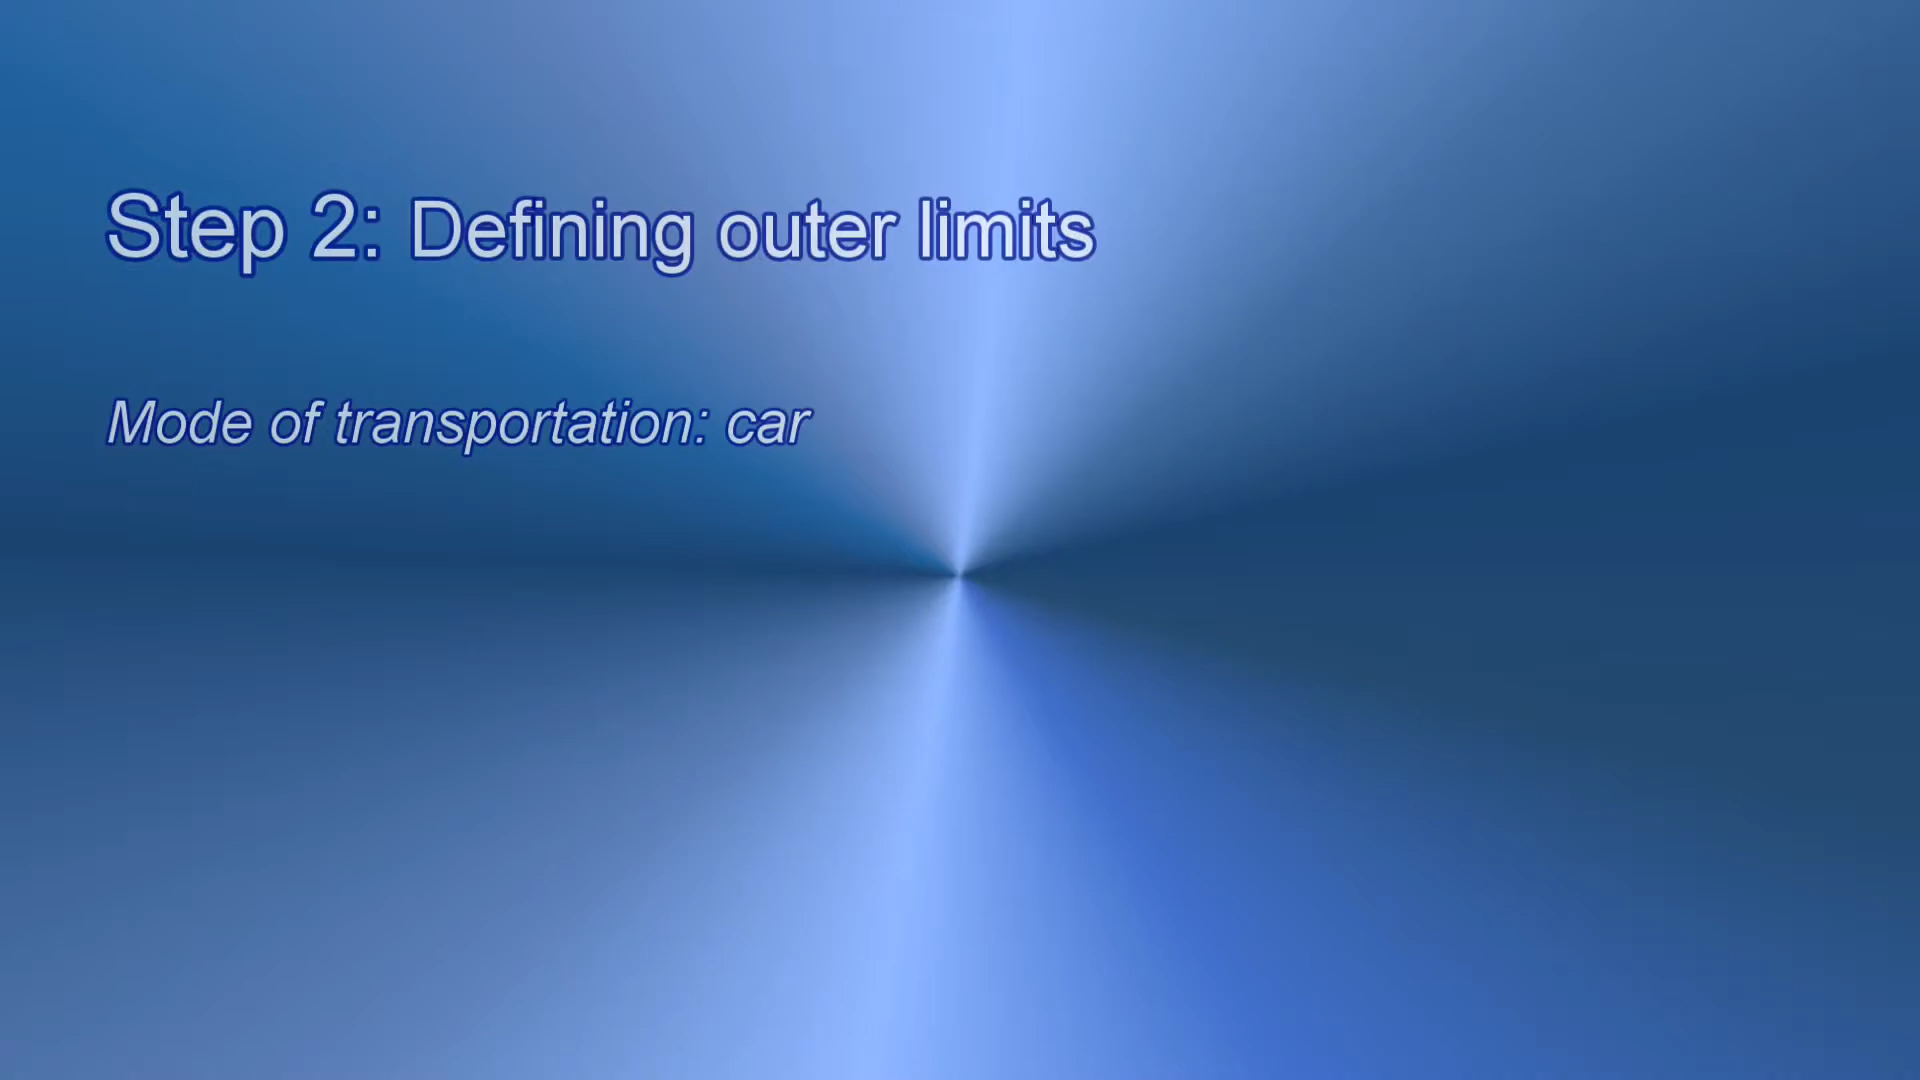 Step 2: Defining outer limits
Mode of transportation: car